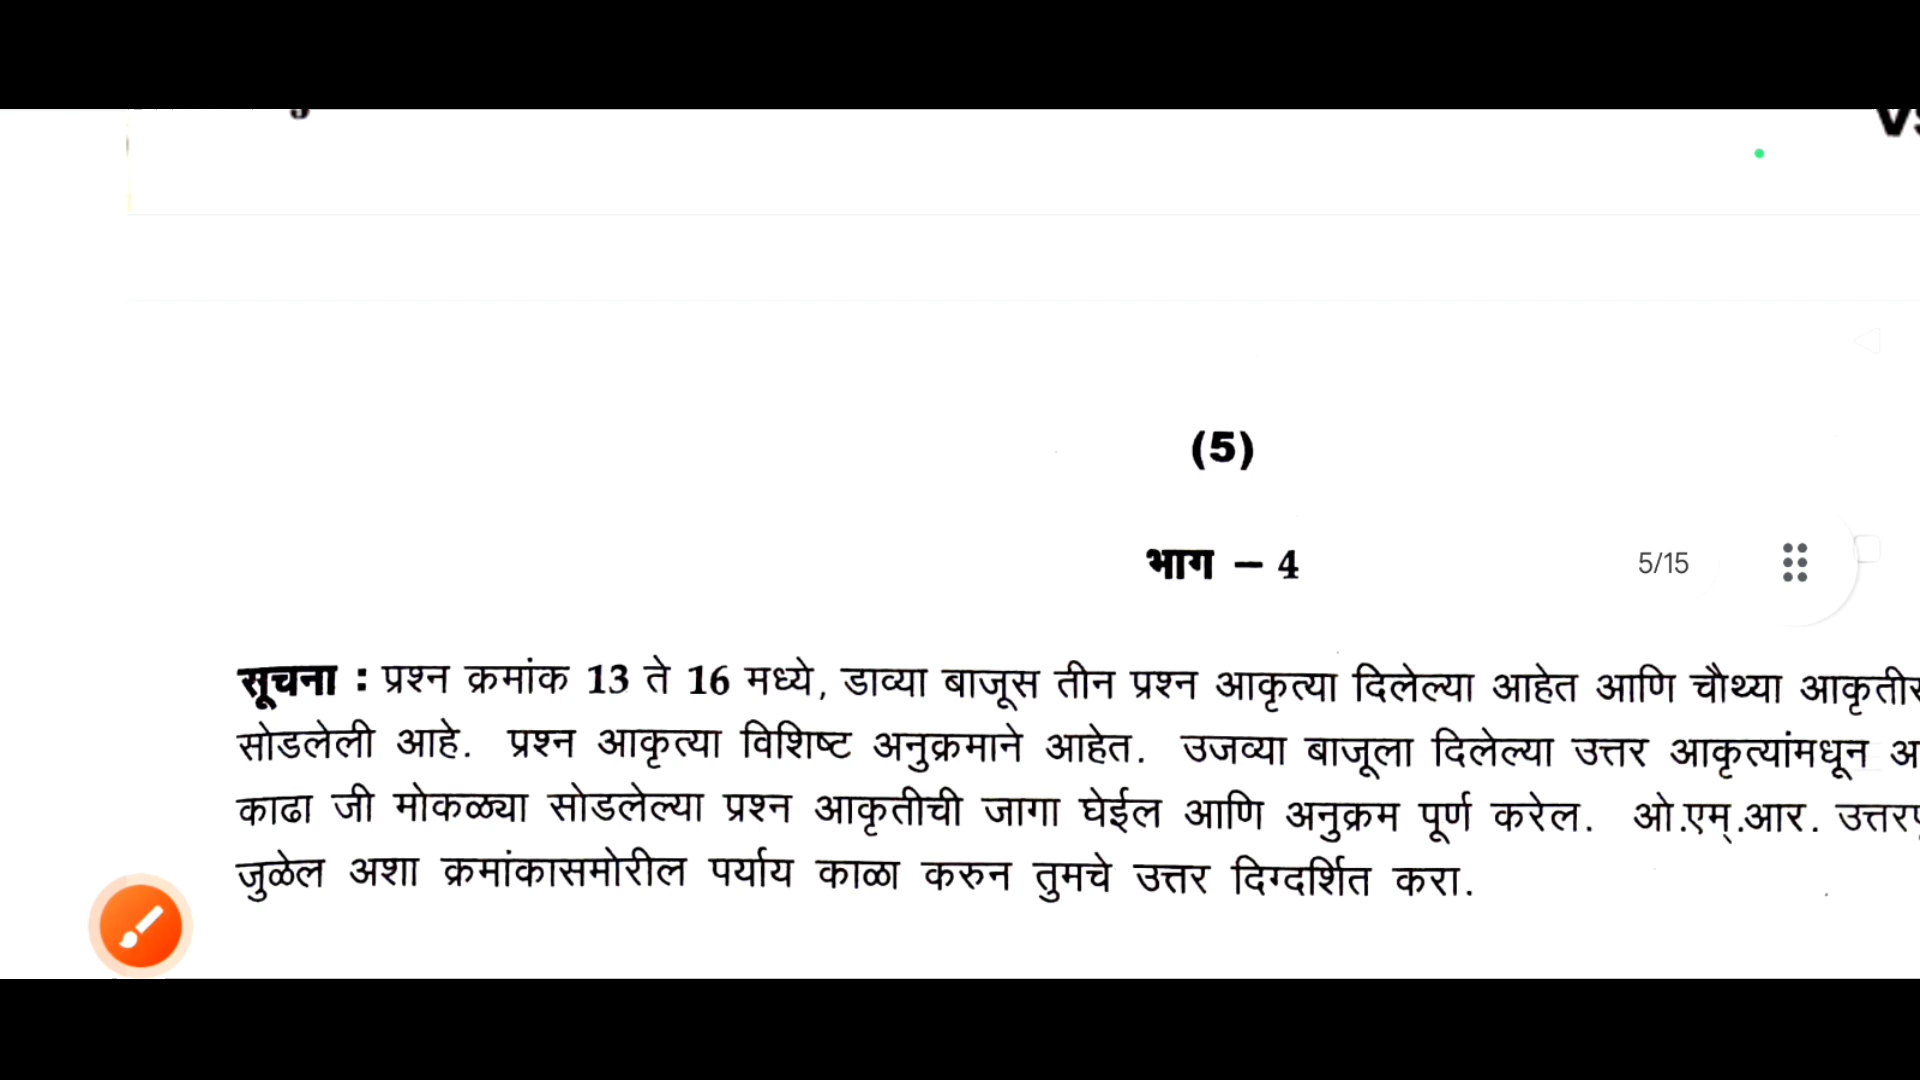 (5)
भाग – 4
5/15
सूचना : प्रश्न क्रमांक 13 ते 16 मध्ये, डाव्या बाजूस तीन प्रश्न आकृत्या दिलेल्या आहेत आणि चौथ्या
सोडलेली आहे. प्रश्न आकृत्या विशिष्ट अनुक्रमाने आहेत. उजव्या बाजूला दिलेल्या उत्तर आकृत्यांमधून
काढा जी मोकळ्या सोडलेल्या प्रश्न आकृतीची जागा घेईल आणि अनुक्रम पूर्ण करेल. ओ.एम्.आर.
जुळेल अशा क्रमांकासमोरील पर्याय काळा करुन तुमचे उत्तर दिग्दर्शित करा.